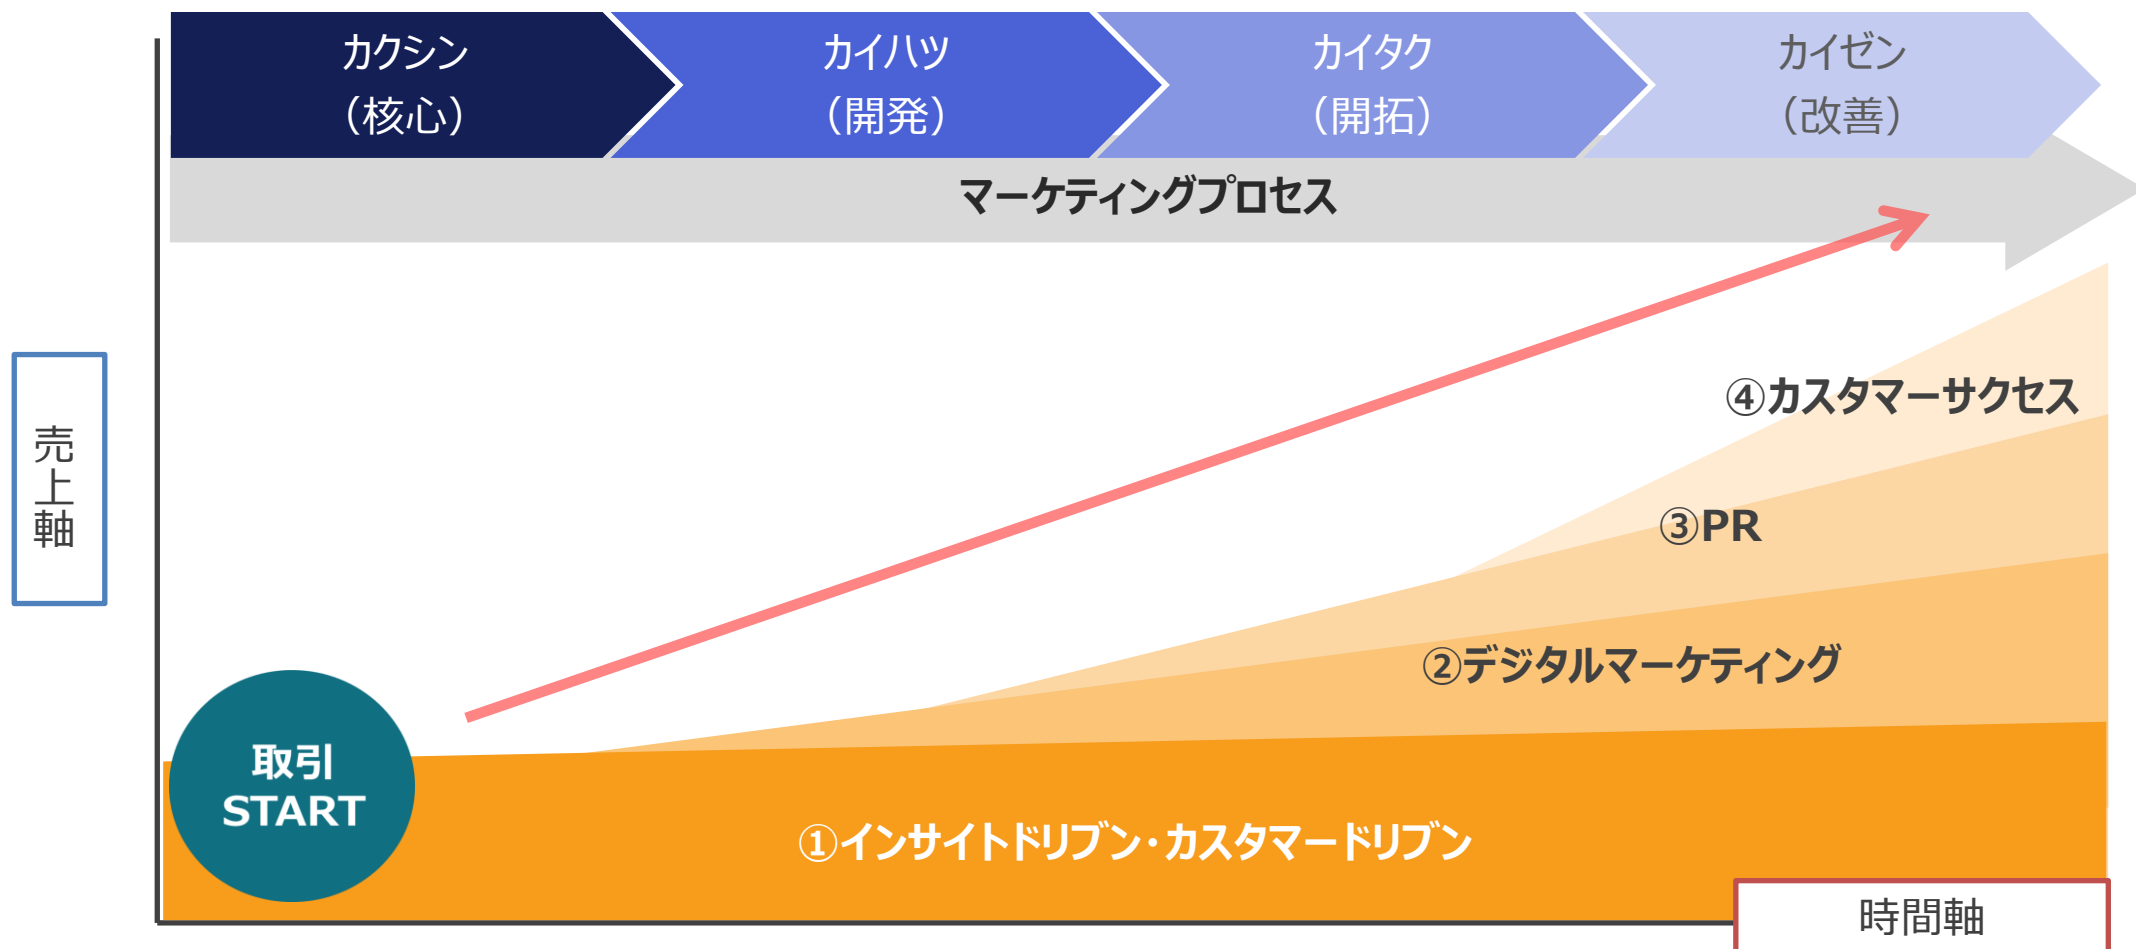 カクシン
（核心）
カイハツ
（開発）
カイタク
（開拓）
カイゼン
（改善）
マーケティングプロセス
売上軸
④カスタマーサクセス
③PR
②デジタルマーケティング
取引
START
①インサイトドリブン・カスタマードリブン
時間軸